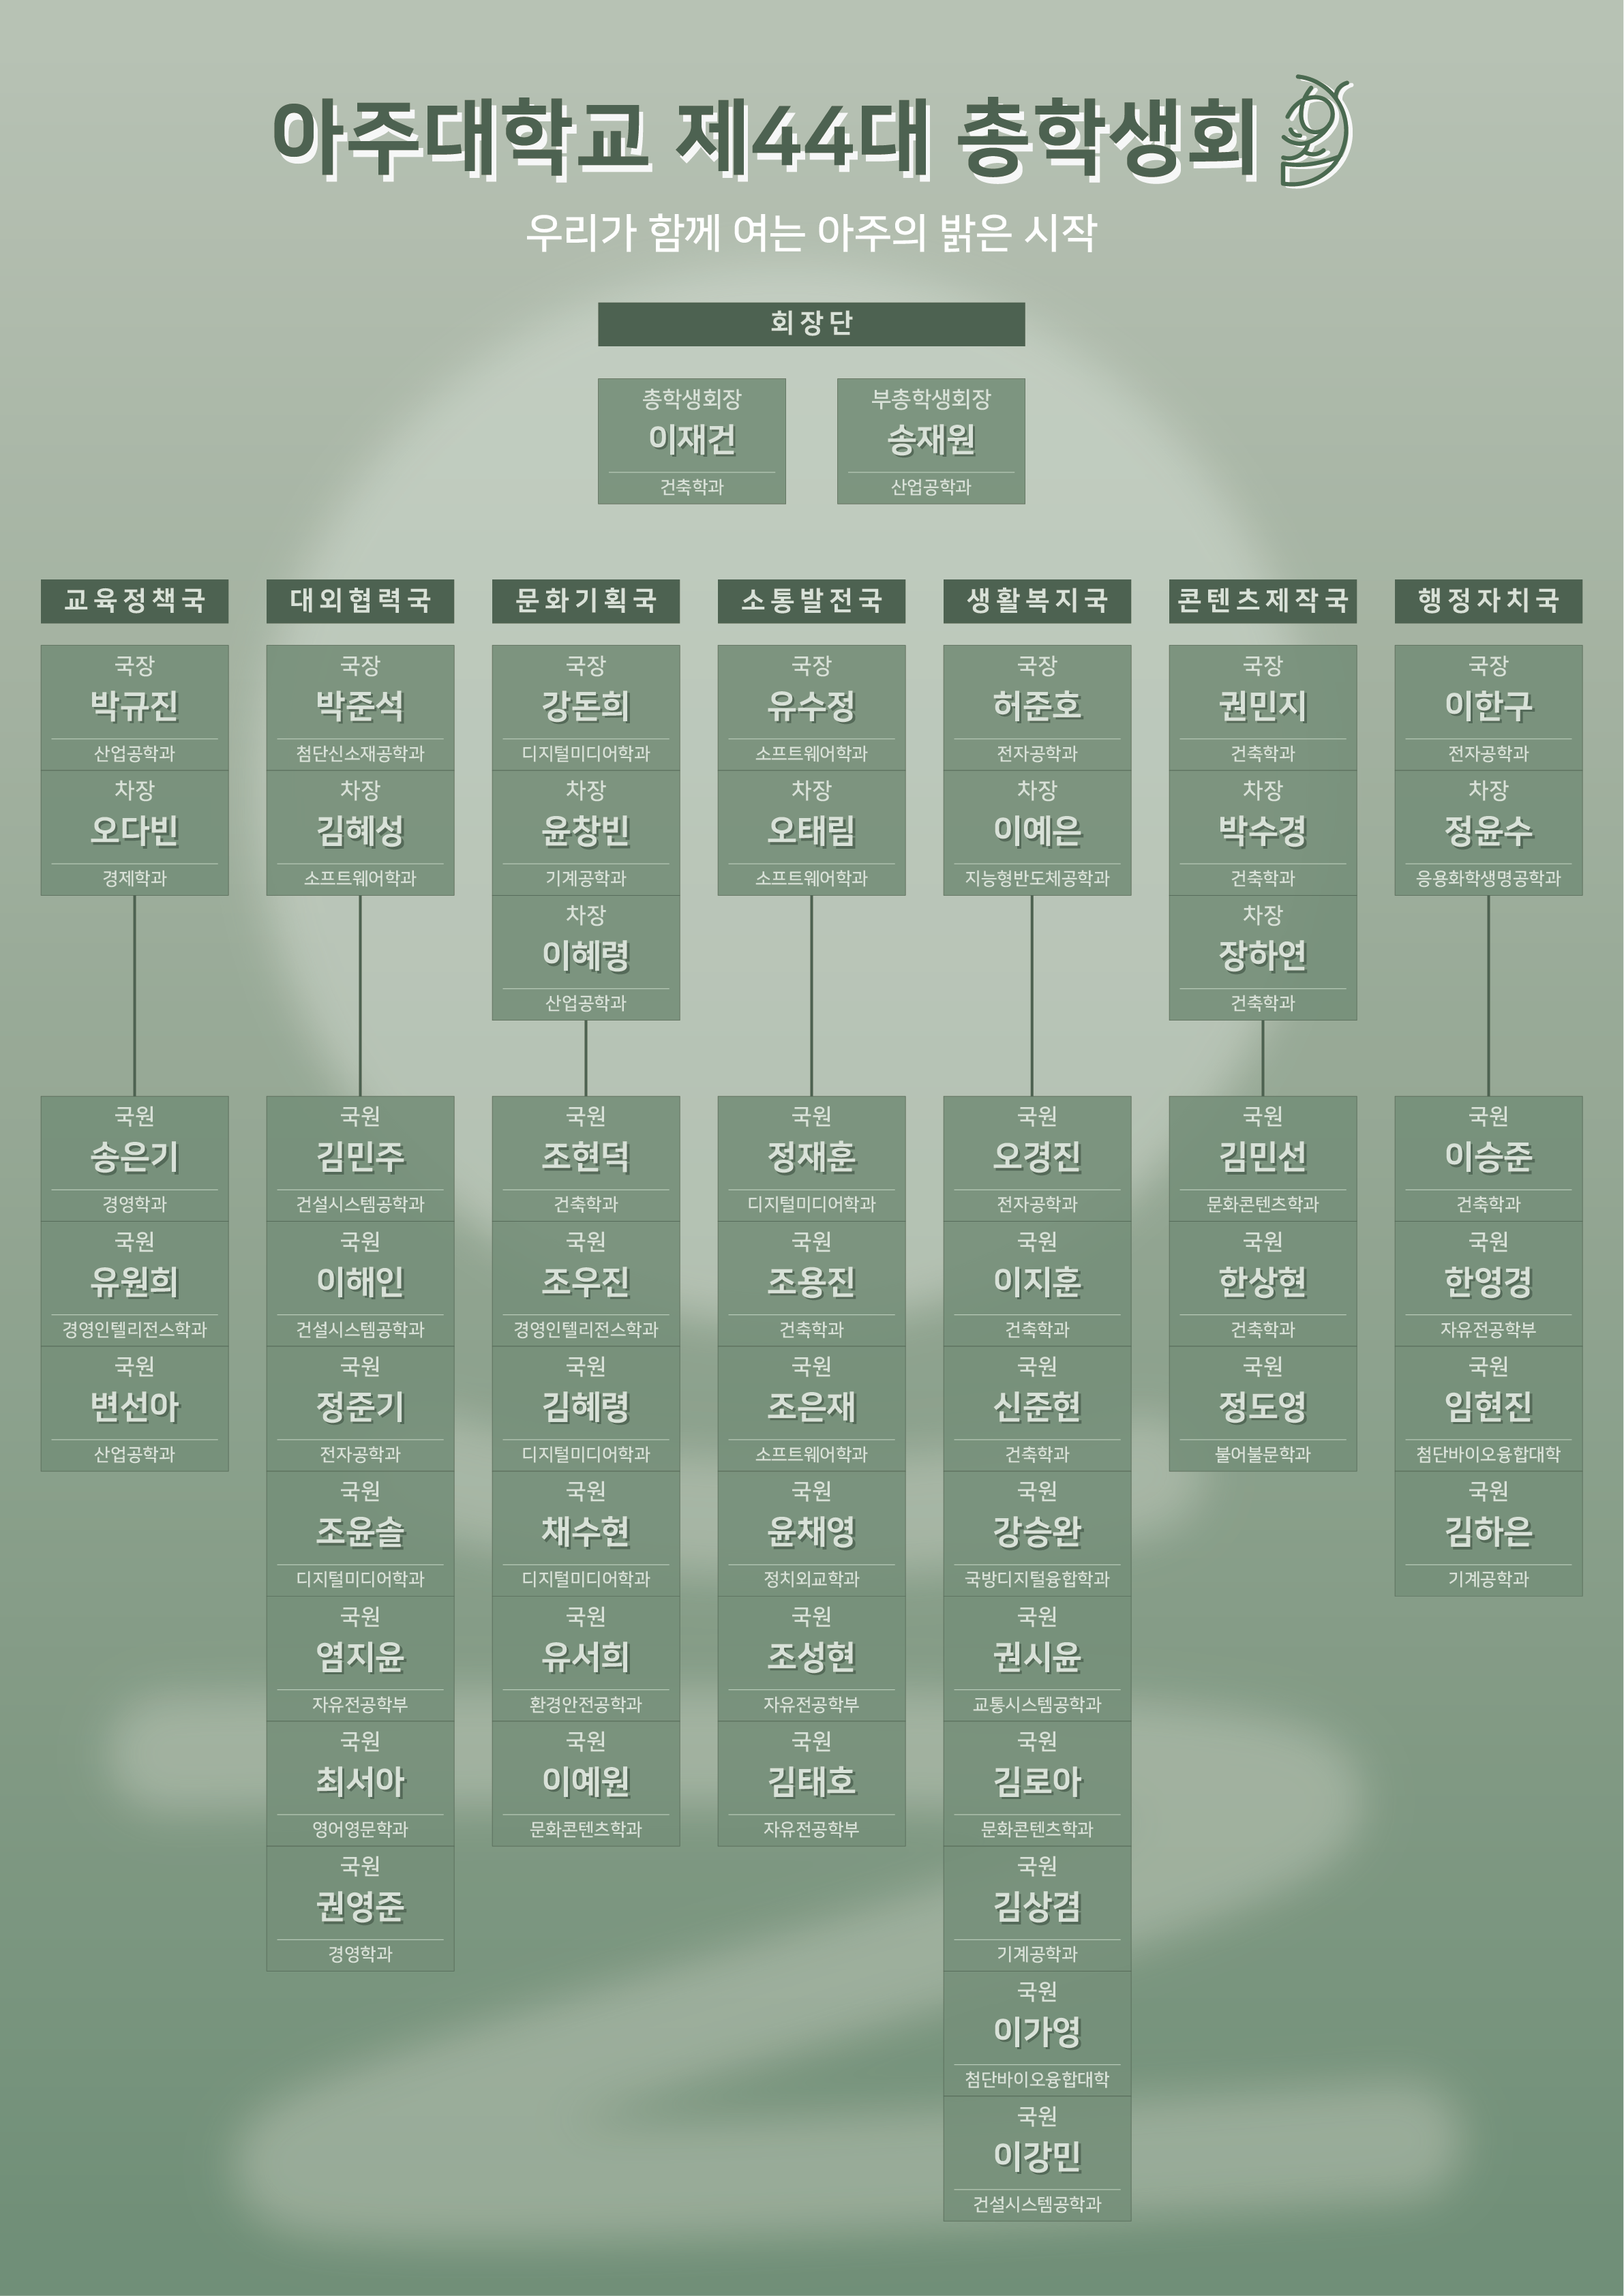 아주대학교 제44대 총학생회
우리가 함께 여는 아주의 밝은 시작
회장단
총학생회장
이재건
건축학과
부총학생회장
송재원
산업공학과
교육정책국
국장
박규진
산업공학과
차장
오다빈
경제학과
국원
송은기
경영학과
국원
유원희
경영인텔리전스학과
국원
변선아
산업공학과
대외협력국
국장
박준석
첨단신소재공학과
차장
김혜성
소프트웨어학과
국원
김민주
건설시스템공학과
국원
이해인
건설시스템공학과
국원
정준기
전자공학과
국원
조윤솔
디지털미디어학과
국원
염지윤
자유전공학부
국원
최서아
영어영문학과
국원
권영준
경영학과
문화기획국
국장
강돈희
디지털미디어학과
차장
윤창빈
기계공학과
차장
이혜령
산업공학과
국원
조현덕
건축학과
국원
조우진
경영인텔리전스학과
국원
김혜령
디지털미디어학과
국원
채수현
디지털미디어학과
국원
유서희
환경안전공학과
국원
이예원
문화콘텐츠학과
소통발전국
국장
유수정
소프트웨어학과
차장
오태림
소프트웨어학과
국원
정재훈
디지털미디어학과
국원
조용진
건축학과
국원
조은재
소프트웨어학과
국원
윤채영
정치외교학과
국원
조성현
자유전공학부
국원
김태호
자유전공학부
생활복지국
국장
허준호
전자공학과
차장
이예은
지능형반도체공학과
국원
오경진
전자공학과
국원
이지훈
건축학과
국원
신준현
건축학과
국원
강승완
국방디지털융합학과
국원
권시윤
교통시스템공학과
국원
김로아
문화콘텐츠학과
국원
김상겸
기계공학과
국원
이가영
첨단바이오융합대학
국원
이강민
건설시스템공학과
콘텐츠제작국
국장
권민지
건축학과
차장
박수경
건축학과
차장
장하연
건축학과
국원
김민선
문화콘텐츠학과
국원
한상현
건축학과
국원
정도영
불어불문학과
행정자치국
국장
이한구
전자공학과
차장
정윤수
응용화학생명공학과
국원
이승준
건축학과
국원
한영경
자유전공학부
국원
임현진
첨단바이오융합대학
국원
김하은
기계공학과